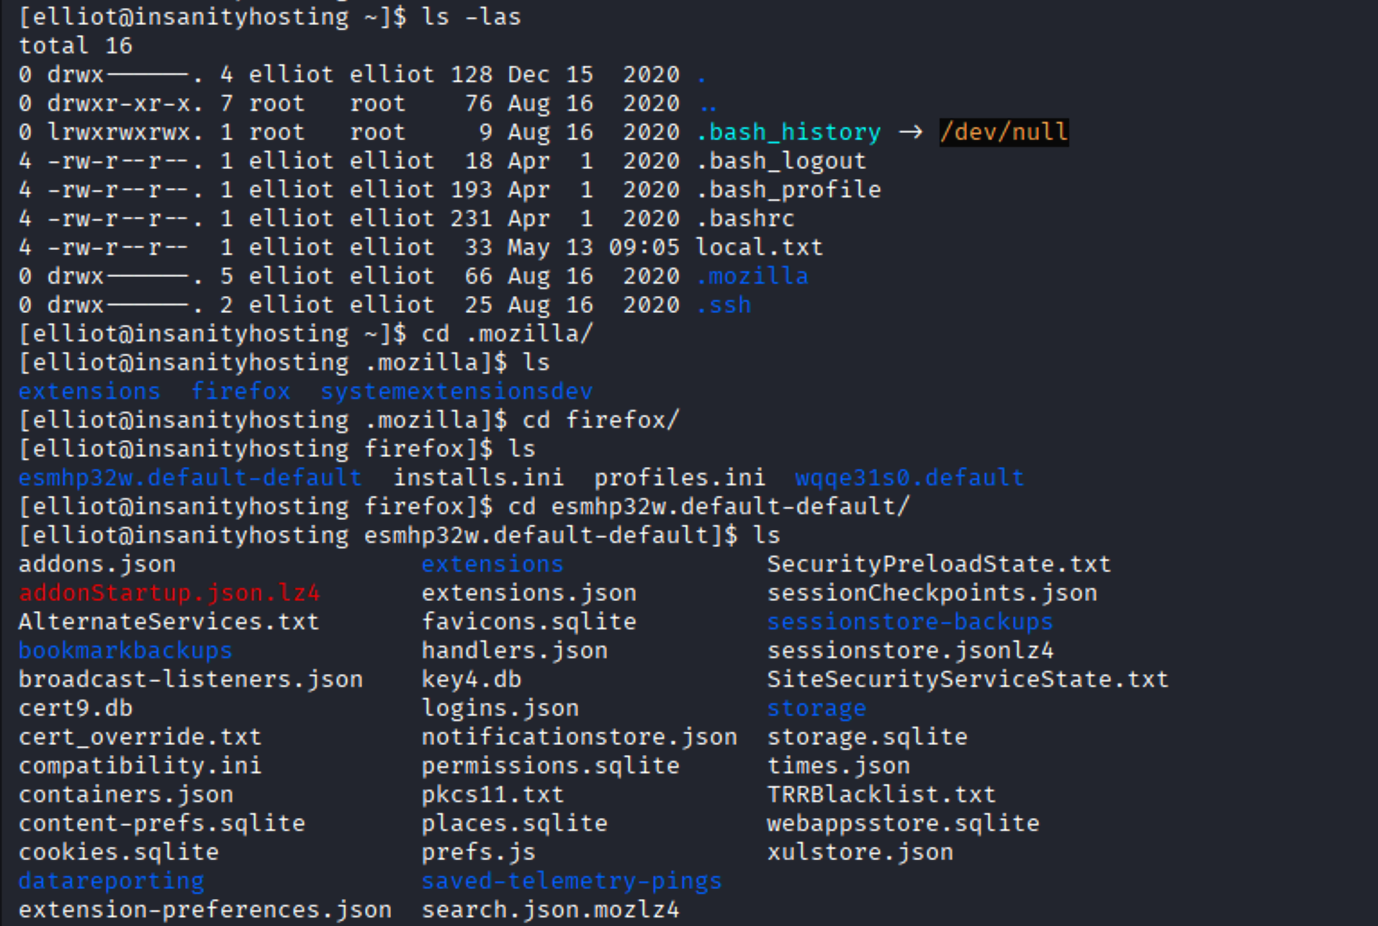 [elliot@insanityhosting ~]$ ls -las
total 16
0 drwx------. 4 elliot elliot 128 Dec 15  2020 .
0 drwxr-xr-x. 7 root   root    76 Aug 16  2020 ..
0 lrwxrwxrwx. 1 root   root     9 Aug 16  2020 .bash_history → /dev/null
4 -rw-r--r--. 1 elliot elliot  18 Apr  1  2020 .bash_logout
4 -rw-r--r--. 1 elliot elliot 193 Apr  1  2020 .bash_profile
4 -rw-r--r--. 1 elliot elliot 231 Apr  1  2020 .bashrc
4 -rw-r--r--  1 elliot elliot  33 May 13 09:05 local.txt
0 drwx------. 5 elliot elliot  66 Aug 16  2020 .mozilla
0 drwx------. 2 elliot elliot  25 Aug 16  2020 .ssh
[elliot@insanityhosting ~]$ cd .mozilla/
[elliot@insanityhosting .mozilla]$ ls
extensions  firefox  systemextensionsdev
[elliot@insanityhosting .mozilla]$ cd firefox/
[elliot@insanityhosting firefox]$ ls
esmhp32w.default-default  installs.ini  profiles.ini  wqqe31s0.default
[elliot@insanityhosting firefox]$ cd esmhp32w.default-default/
[elliot@insanityhosting esmhp32w.default-default]$ ls
addons.json                 extensions              SecurityPreloadState.txt
addonStartup.json.lz4       extensions.json         sessionCheckpoints.json
AlternateServices.txt       favicons.sqlite         sessionstore-backups
bookmarkbackups             handlers.json           sessionstore.jsonlz4
broadcast-listeners.json    key4.db                 SiteSecurityServiceState.txt
cert9.db                    logins.json             storage
cert_override.txt           notificationstore.json  storage.sqlite
compatibility.ini           permissions.sqlite      times.json
containers.json             pkcs11.txt              TRRBlacklist.txt
content-prefs.sqlite        places.sqlite           webappsstore.sqlite
cookies.sqlite              prefs.js                xulstore.json
datareporting               saved-telemetry-pings
extension-preferences.json  search.json.mozlz4